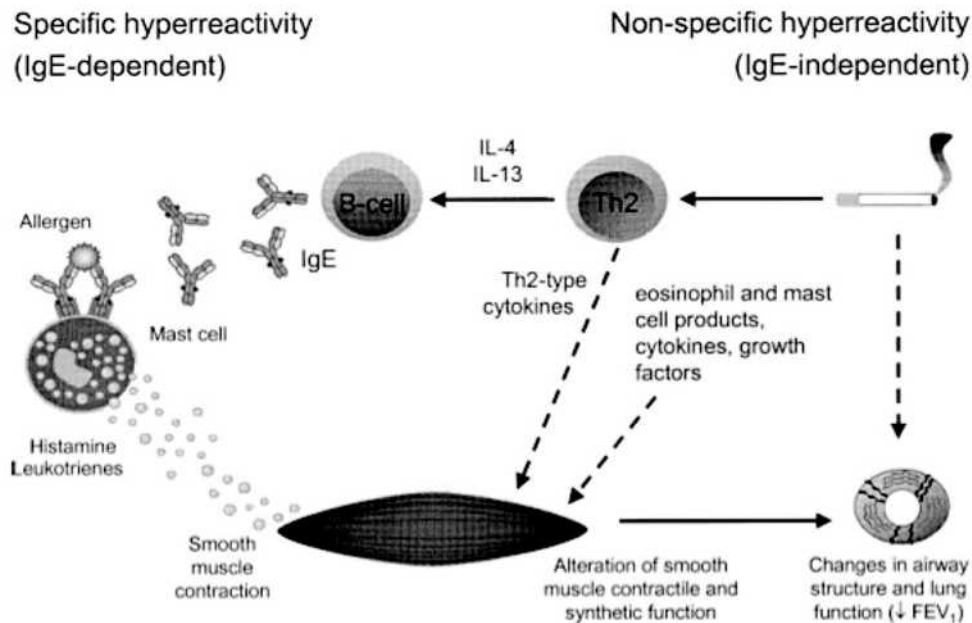 Specific hyperreactivity
(IgE-dependent)
Non-specific hyperreactivity
(IgE-independent)
IL-4
IL-13
B-cell
Th2
Allergen
IgE
Mast cell
Th2-type
cytokines
eosinophil and mast
cell products,
cytokines, growth
factors
Histamine
Leukotrienes
Smooth
muscle
contraction
Alteration of smooth
muscle contractile and
synthetic function
Changes in airway
structure and lung
function (↓ FEV₁)